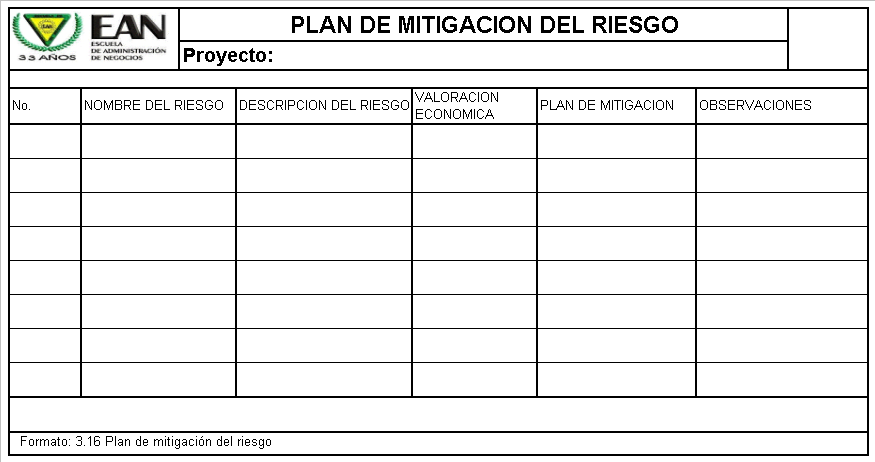 EAN
33 AÑOS
ESCUELA
DE ADMINISTRACIÓN
DE NEGOCIOS
PLAN DE MITIGACION DEL RIESGO
Proyecto:
No.
NOMBRE DEL RIESGO
DESCRIPCION DEL RIESGO
VALORACION
ECONOMICA
PLAN DE MITIGACION
OBSERVACIONES
Formato: 3.16 Plan de mitigación del riesgo